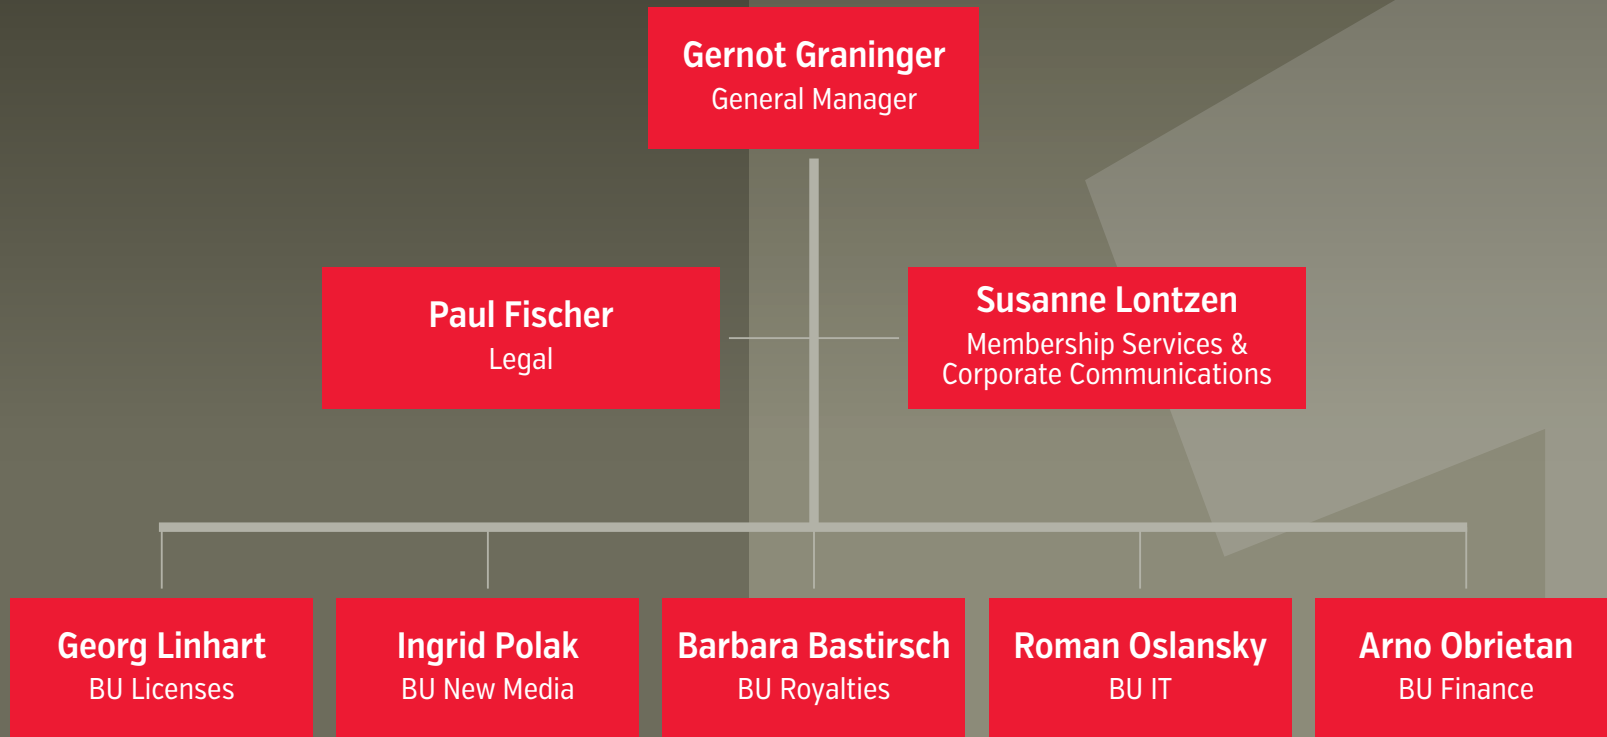 Gernot Graninger
General Manager
Paul Fischer
Legal
Susanne Lontzen
Membership Services &
Corporate Communications
Georg Linhart
BU Licenses
Ingrid Polak
BU New Media
Barbara Bastirsch
BU Royalties
Roman Oslansky
BU IT
Arno Obrietan
BU Finance